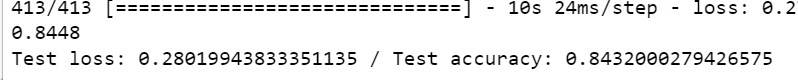 413/413 [==============================] - 10s 24ms/step - loss: 0.2
0.8448
Test loss: 0.28019943833351135 / Test accuracy: 0.8432000279426575